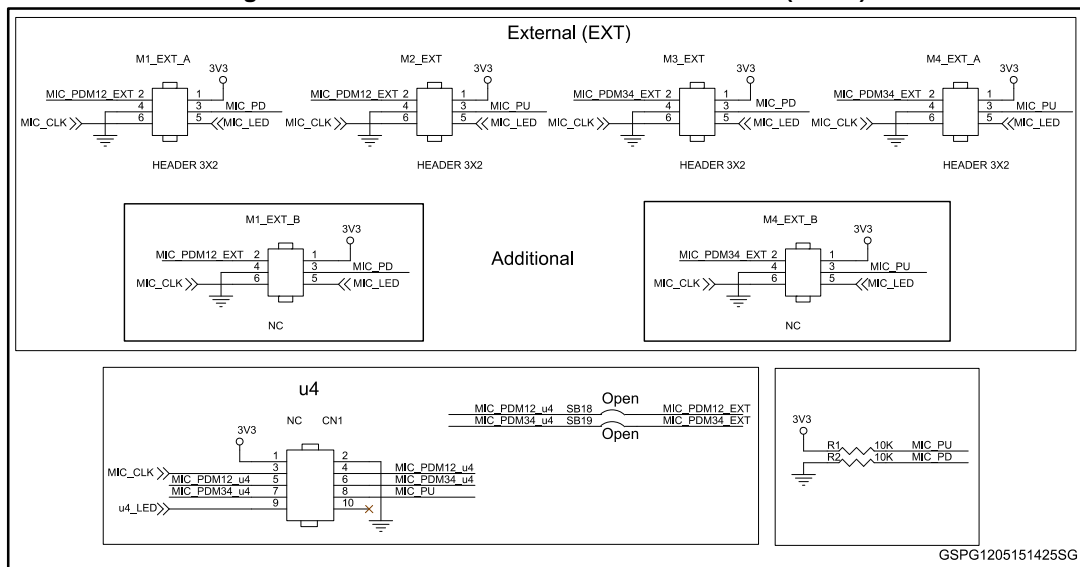 External (EXT)
M1_EXT_A
M2_EXT
M3_EXT
M4_EXT_A
3V3
3V3
3V3
3V3
MIC_PDM12_EXT 2 1
4 3 MIC_PD
MIC_CLK 6 5 MIC_LED
MIC_PDM12_EXT 2 1
4 3 MIC_PU
MIC_CLK 6 5 MIC_LED
MIC_PDM34_EXT 2 1
4 3 MIC_PD
MIC_CLK 6 5 MIC_LED
MIC_PDM34_EXT 2 1
4 3 MIC_PU
MIC_CLK 6 5 MIC_LED
HEADER 3X2
HEADER 3X2
HEADER 3X2
HEADER 3X2
M1_EXT_B
3V3
MIC_PDM12_EXT 2 1
4 3 MIC_PD
MIC_CLK 6 5 MIC_LED
NC
Additional
M4_EXT_B
3V3
MIC_PDM34_EXT 2 1
4 3 MIC_PU
MIC_CLK 6 5 MIC_LED
NC
u4
NC CN1
3V3
1 2
MIC_CLK 3 4 MIC_PDM12_u4
MIC_PDM12_u4 5 6 MIC_PDM34_u4
MIC_PDM34_u4 7 8 MIC_PU
u4_LED 9 10
Open
MIC_PDM12_u4 SB18 MIC_PDM12_EXT
MIC_PDM34_u4 SB19 MIC_PDM34_EXT
Open
3V3
R1 10K MIC_PU
R2 10K MIC_PD
GSPG1205151425SG